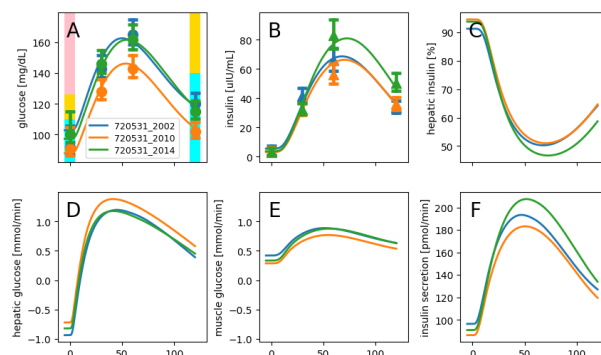 A
B
C
glucose [mg/dL]
160
140
120
100
720531_2002
720531_2010
720531_2014
insulin [uIU/mL]
100
80
60
40
20
0
hepatic insulin [%]
90
80
70
60
50
D
E
F
hepatic glucose [mmol/min]
1.0
0.5
0.0
−0.5
−1.0
muscle glucose [mmol/min]
1.0
0.5
0.0
−0.5
−1.0
insulin secretion [pmol/min]
200
180
160
140
120
100
0 50 100
0 50 100
0 50 100